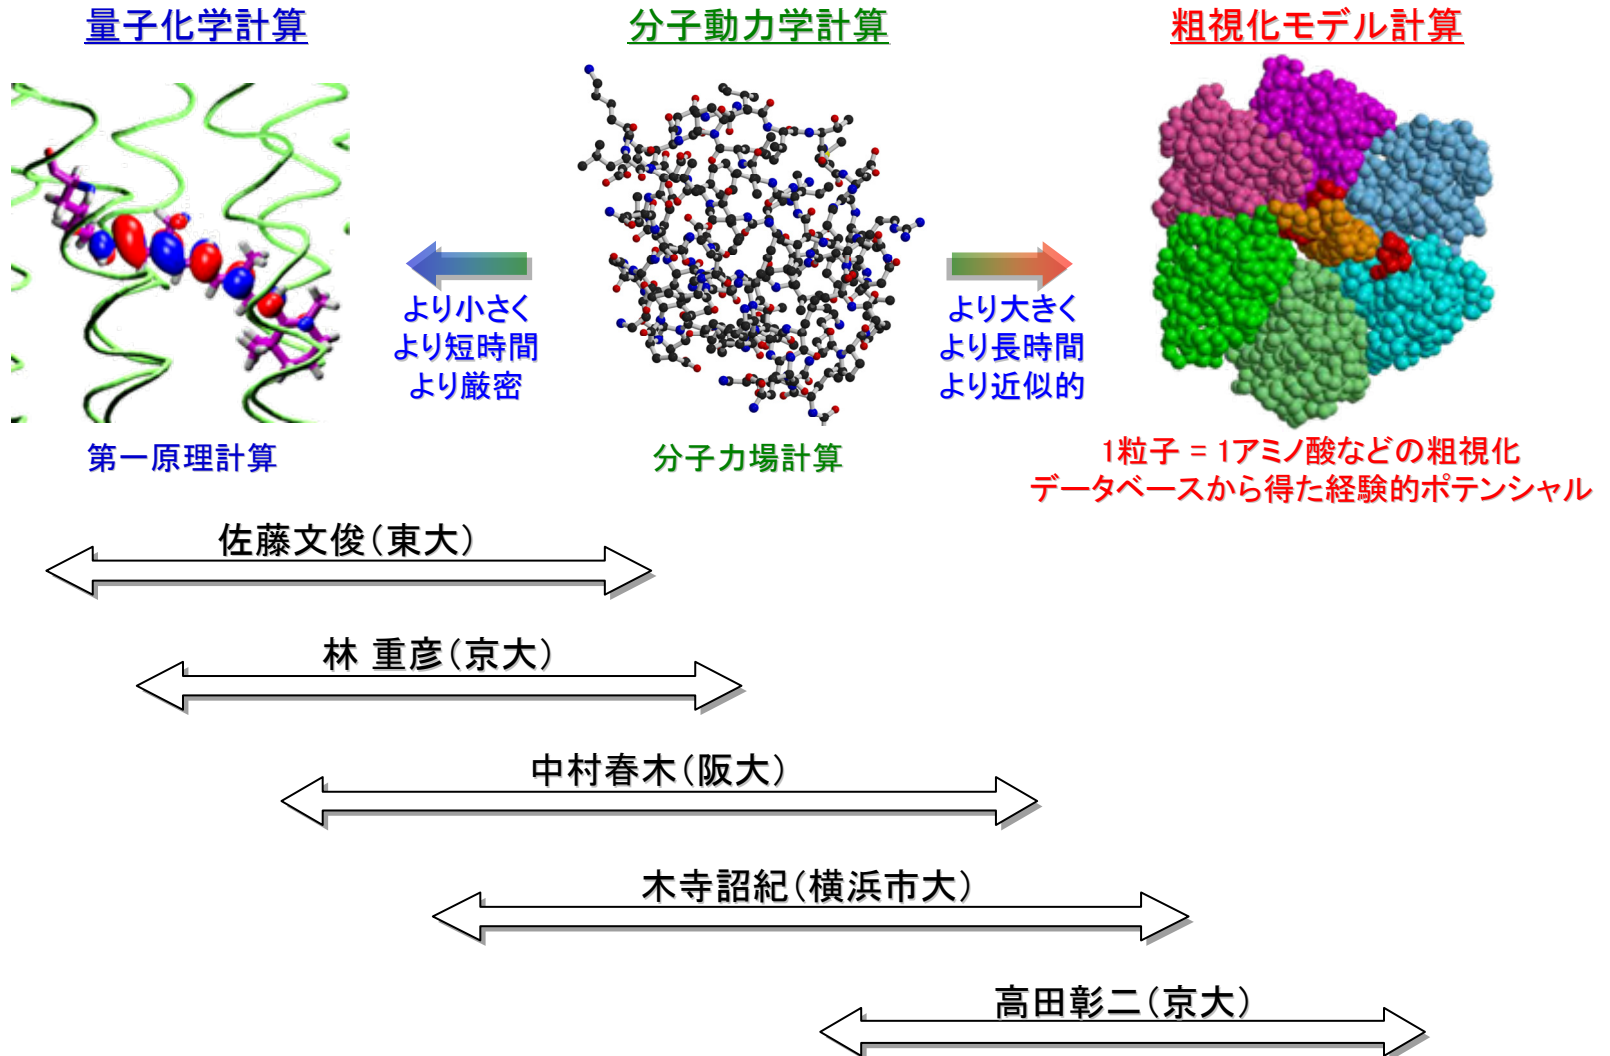 量子化学計算
分子動力学計算
粗視化モデル計算
より小さく
より短時間
より厳密
より大きく
より長時間
より近似的
第一原理計算
分子力場計算
1粒子 = 1アミノ酸などの粗視化
データベースから得た経験的ポテンシャル
佐藤文俊(東大)
林 重彦(京大)
中村春木(阪大)
木寺詔紀(横浜市大)
高田彰二(京大)